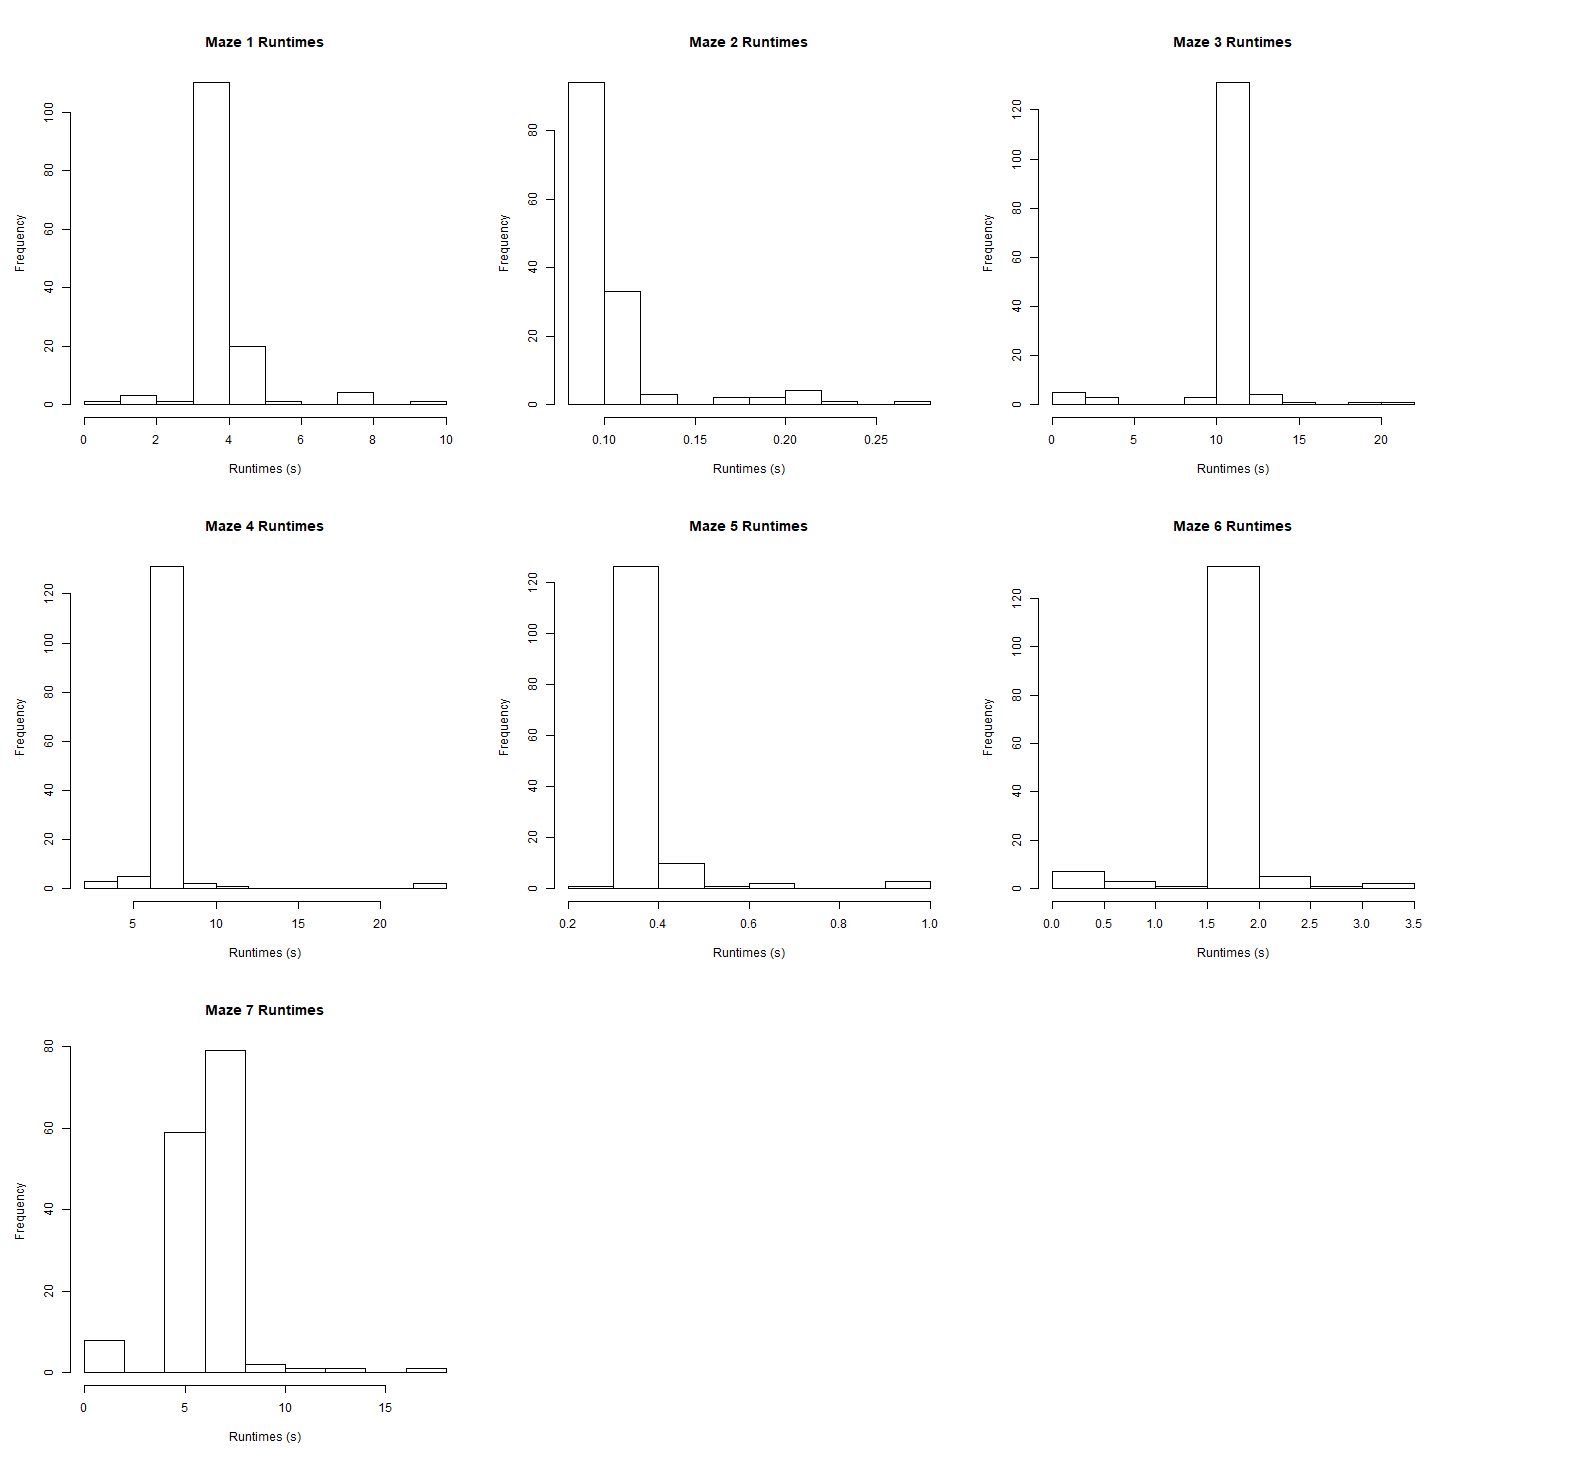 Maze 1 Runtimes
Frequency
0 20 40 60 80 100
0 2 4 6 8 10
Runtimes (s)
Maze 2 Runtimes
Frequency
0 20 40 60 80
0.10 0.15 0.20 0.25
Runtimes (s)
Maze 3 Runtimes
Frequency
0 20 40 60 80 100 120
0 5 10 15 20
Runtimes (s)
Maze 4 Runtimes
Frequency
0 20 40 60 80 100 120
5 10 15 20
Runtimes (s)
Maze 5 Runtimes
Frequency
0 20 40 60 80 100 120
0.2 0.4 0.6 0.8 1.0
Runtimes (s)
Maze 6 Runtimes
Frequency
0 20 40 60 80 100 120
0.0 0.5 1.0 1.5 2.0 2.5 3.0 3.5
Runtimes (s)
Maze 7 Runtimes
Frequency
0 20 40 60 80
0 5 10 15
Runtimes (s)